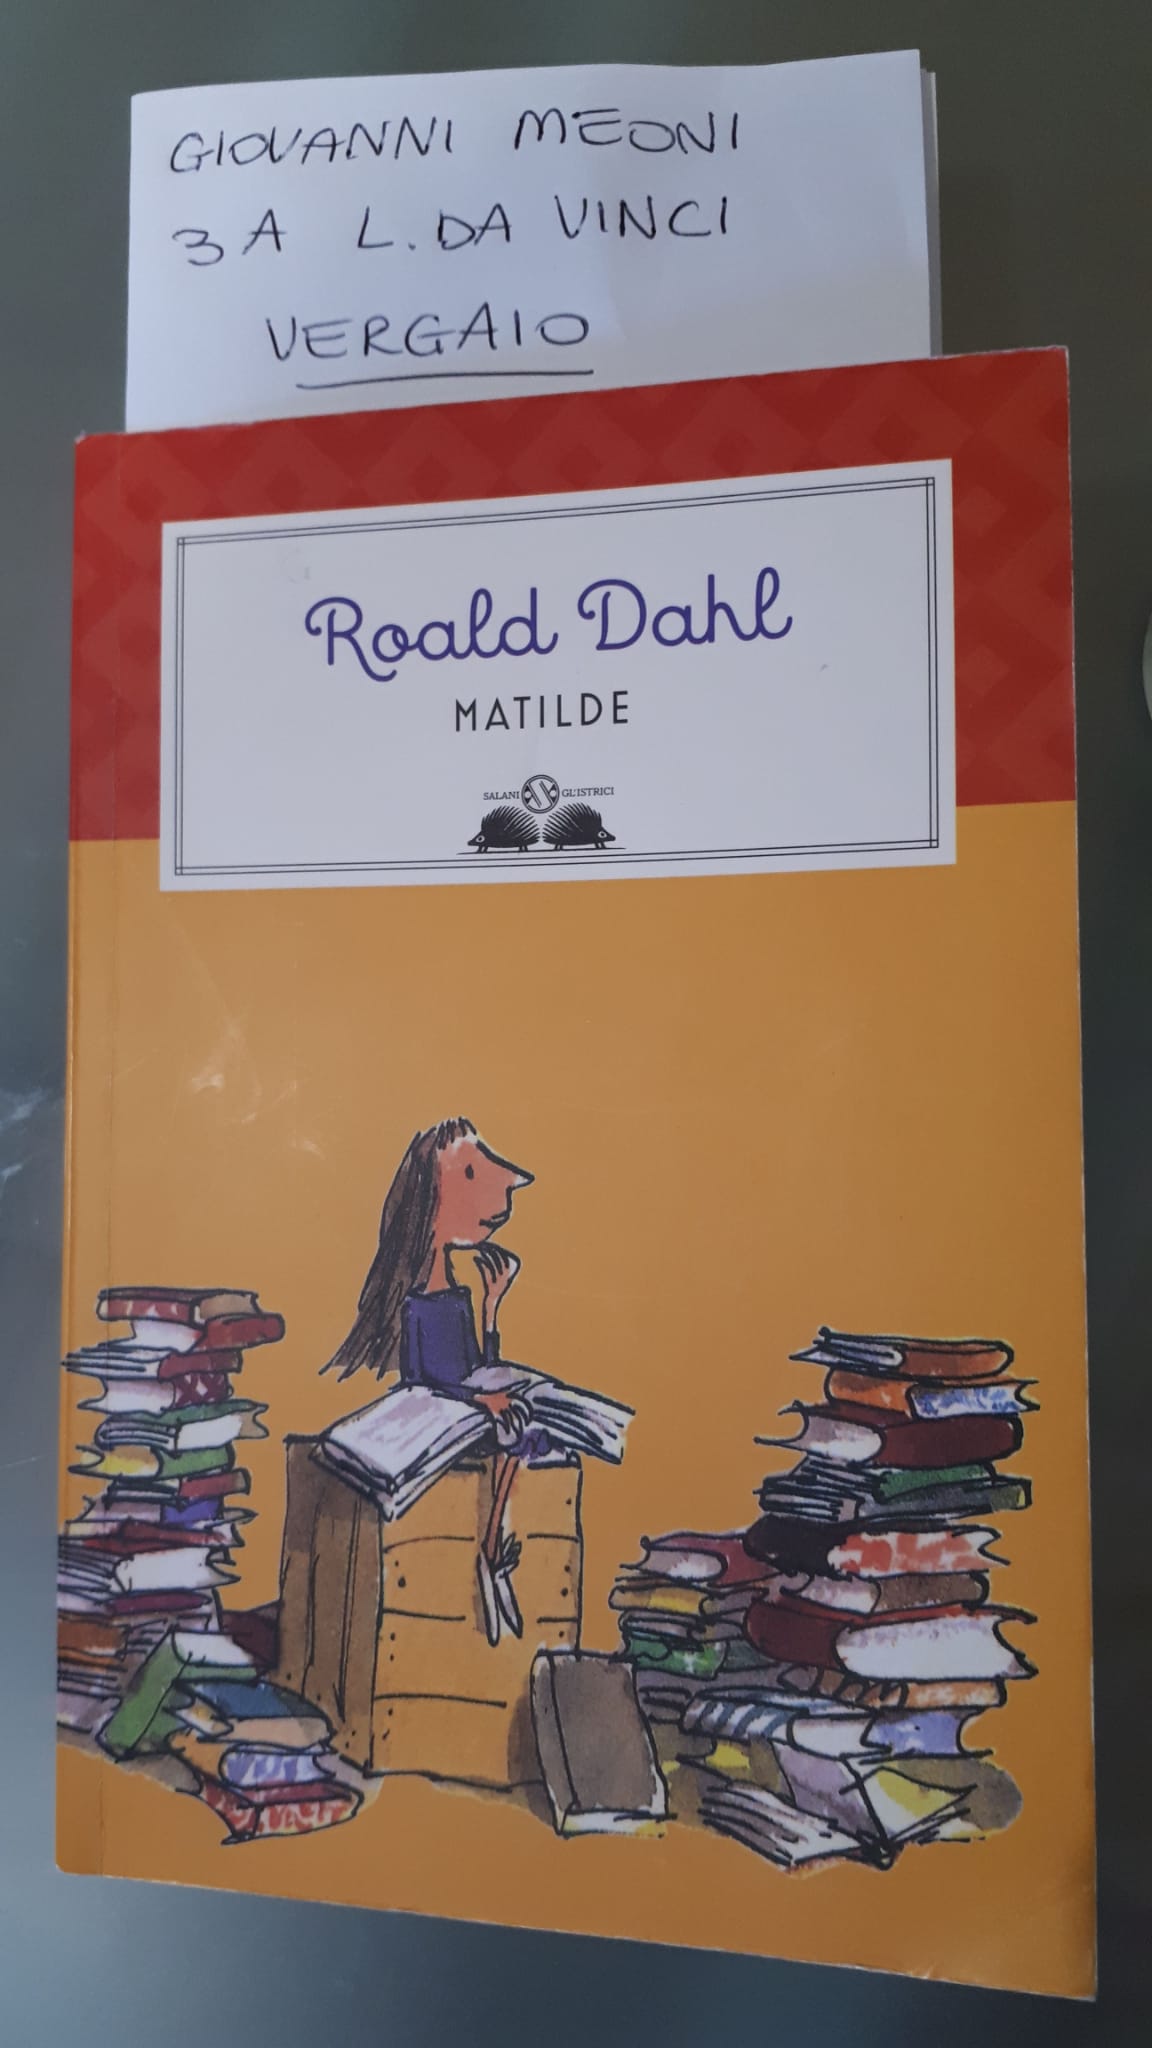 GIOVANNI MEONI
3A L. DA VINCI
VERGAIO
Roald Dahl
MATILDE
SALANI GL'ISTRICI